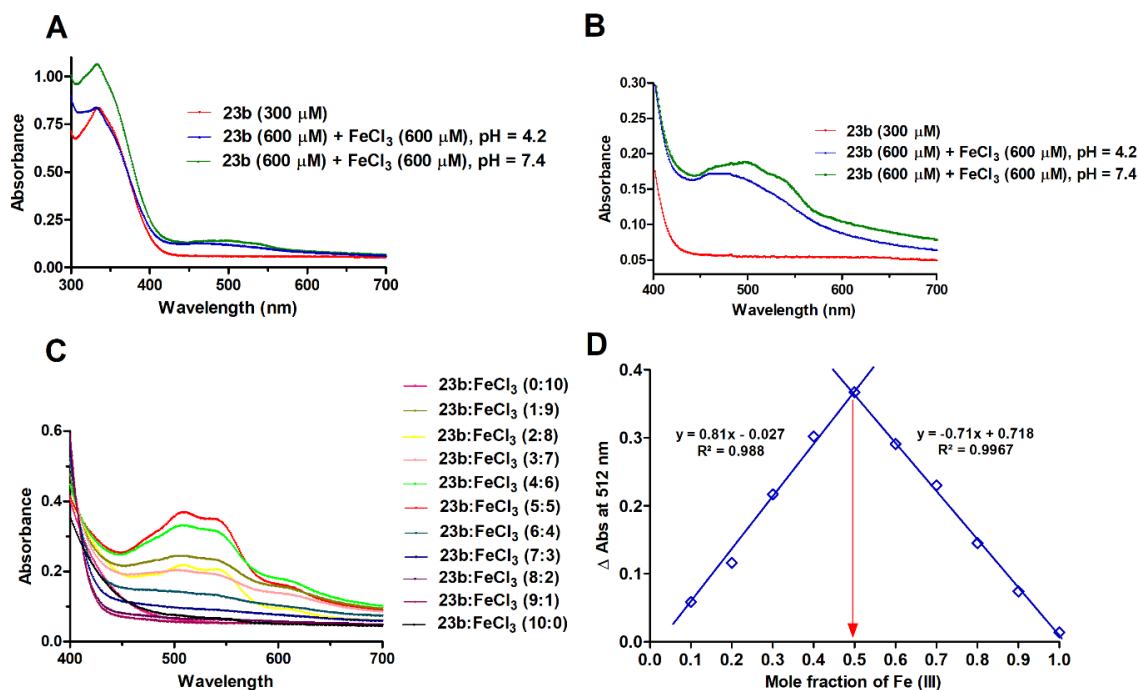 A
Absorbance
1.00
0.75
0.50
0.25
0.00
300
400
500
600
700
Wavelength (nm)
23b (300 μM)
23b (600 μM) + FeCl₃ (600 μM), pH = 4.2
23b (600 μM) + FeCl₃ (600 μM), pH = 7.4
B
Absorbance
0.30
0.25
0.20
0.15
0.10
0.05
400
500
600
700
Wavelength (nm)
23b (300 μM)
23b (600 μM) + FeCl₃ (600 μM), pH = 4.2
23b (600 μM) + FeCl₃ (600 μM), pH = 7.4
C
Absorbance
0.6
0.4
0.2
0.0
400
500
600
700
Wavelength
23b:FeCl₃ (0:10)
23b:FeCl₃ (1:9)
23b:FeCl₃ (2:8)
23b:FeCl₃ (3:7)
23b:FeCl₃ (4:6)
23b:FeCl₃ (5:5)
23b:FeCl₃ (6:4)
23b:FeCl₃ (7:3)
23b:FeCl₃ (8:2)
23b:FeCl₃ (9:1)
23b:FeCl₃ (10:0)
D
Δ Abs at 512 nm
0.4
0.3
0.2
0.1
0.0
y = 0.81x - 0.027
R² = 0.988
y = -0.71x + 0.718
R² = 0.9967
0.0 0.1 0.2 0.3 0.4 0.5 0.6 0.7 0.8 0.9 1.0
Mole fraction of Fe (III)